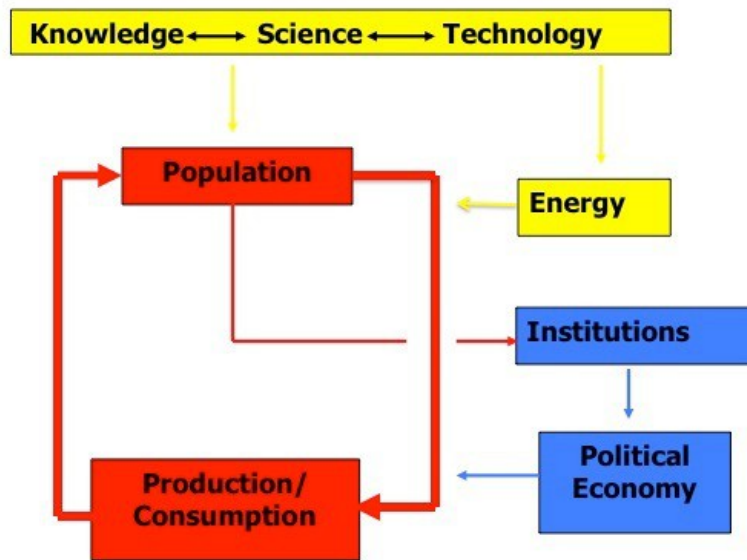 Knowledge Science Technology
Population
Energy
Institutions
Political
Economy
Production/
Consumption